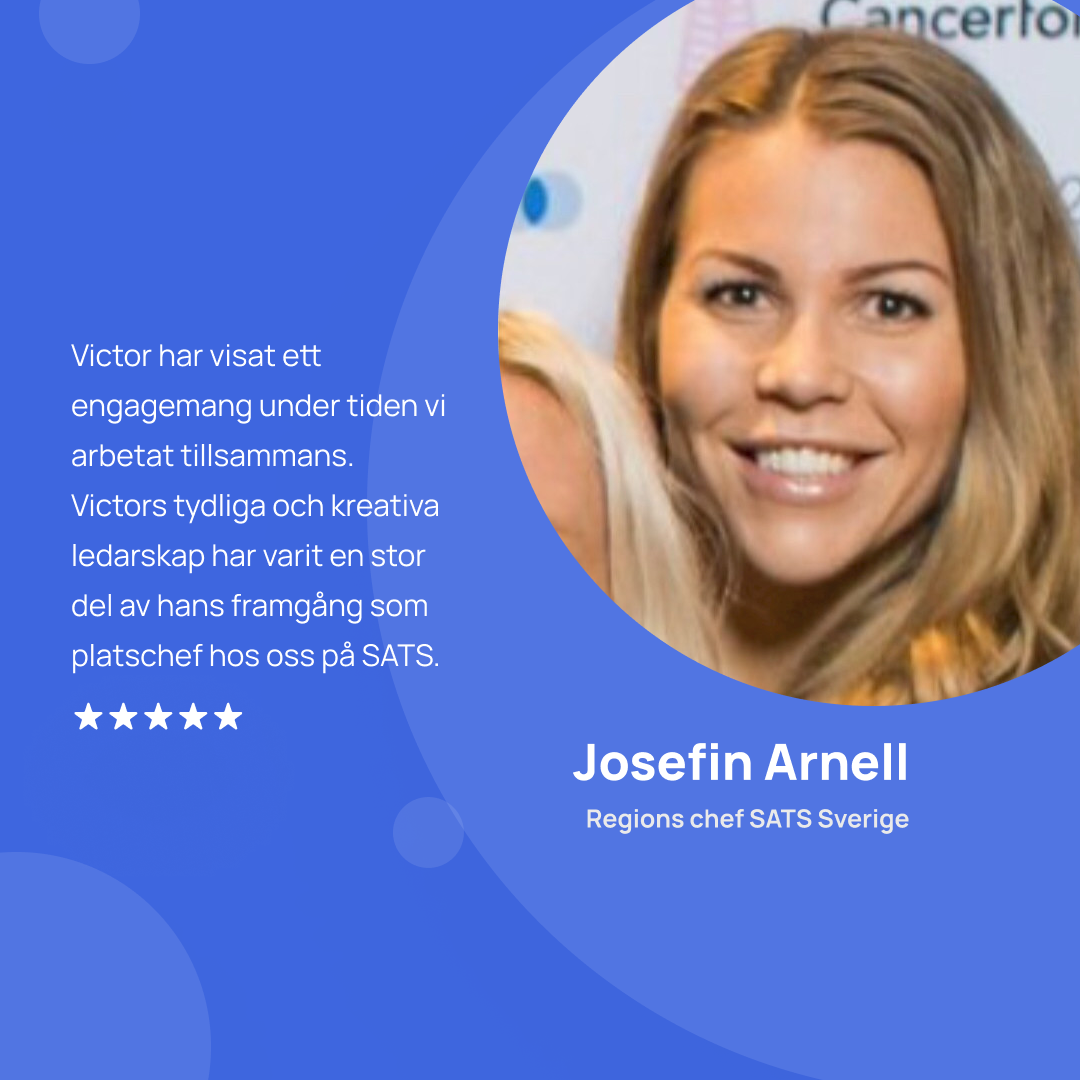 Cancerfo
Victor har visat ett
engagemang under tiden vi
arbetat tillsammans.
Victors tydliga och kreativa
ledarskap har varit en stor
del av hans framgång som
platschef hos oss på SATS.
Josefin Arnell
Regions chef SATS Sverige